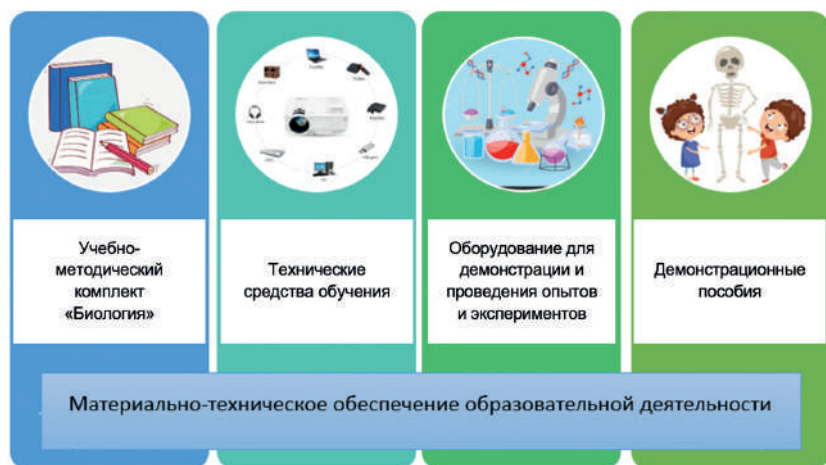 Учебно-
методический
комплект
«Биология»
Технические
средства обучения
Оборудование для
демонстрации и
проведения опытов
и экспериментов
Демонстрационные
пособия
Материально-техническое обеспечение образовательной деятельности